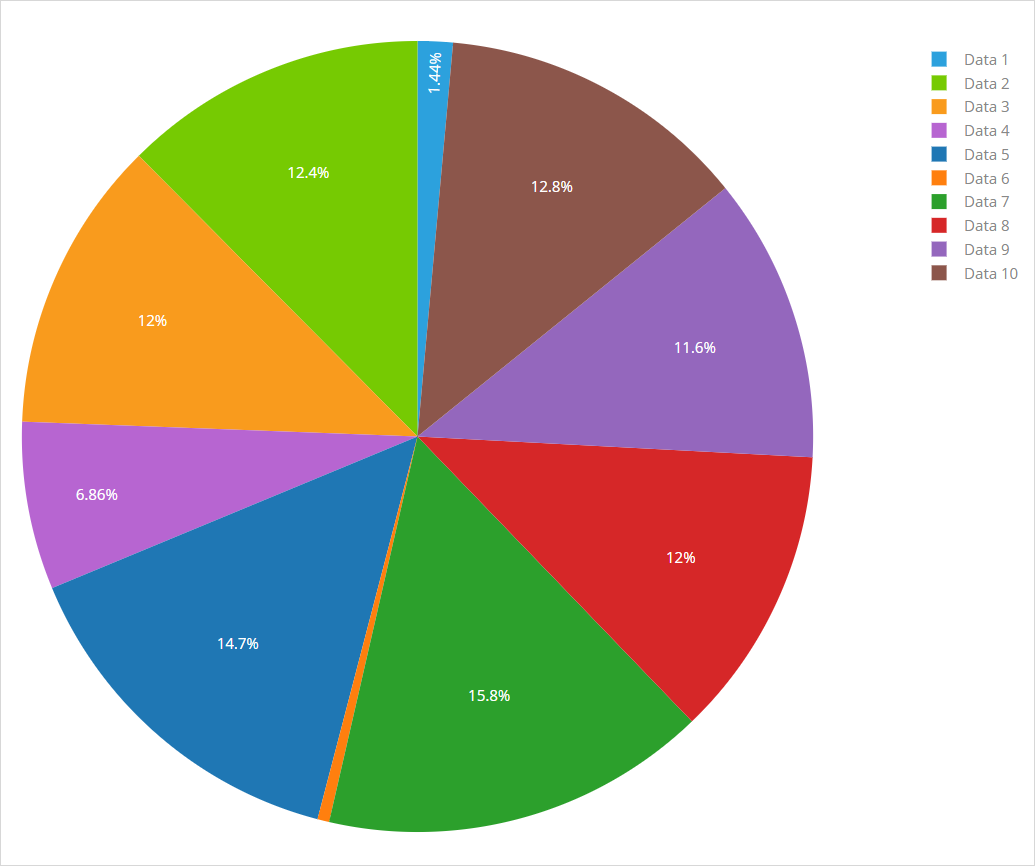 1.44%
12.8%
12.4%
12%
11.6%
6.86%
12%
14.7%
15.8%
Data 1
Data 2
Data 3
Data 4
Data 5
Data 6
Data 7
Data 8
Data 9
Data 10